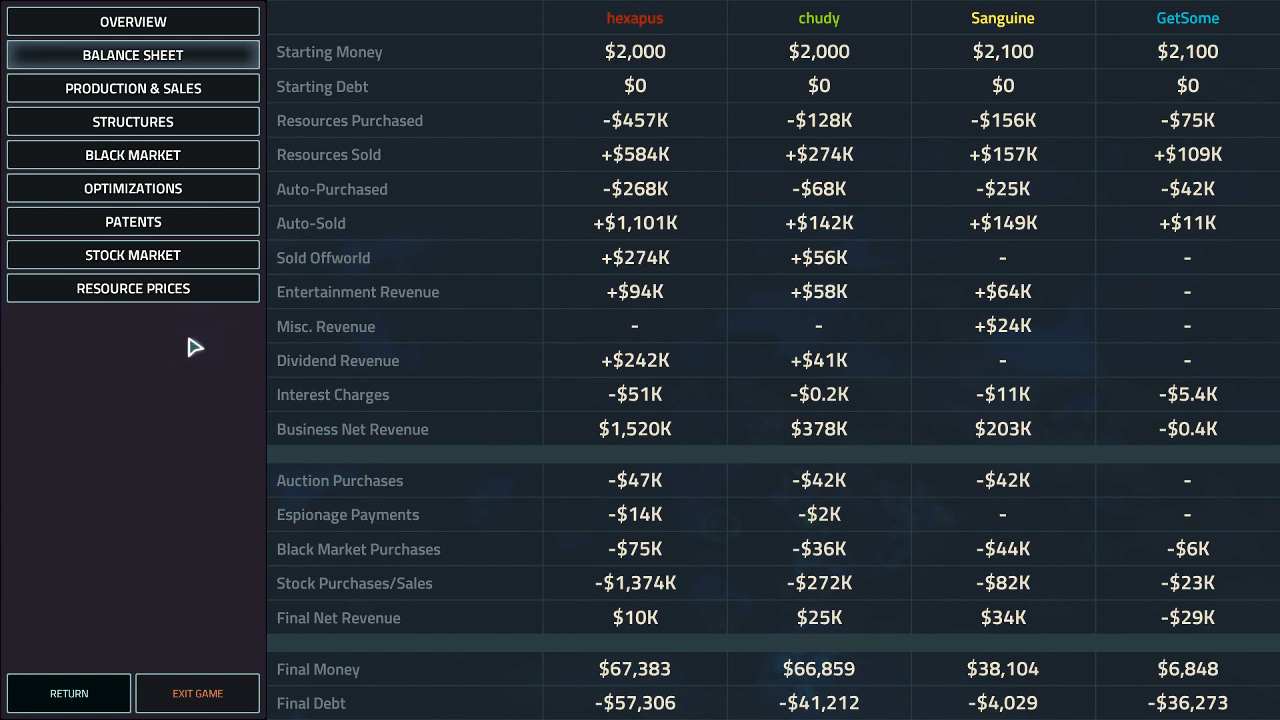 OVERVIEW
BALANCE SHEET
PRODUCTION & SALES
STRUCTURES
BLACK MARKET
OPTIMIZATIONS
PATENTS
STOCK MARKET
RESOURCE PRICES
RETURN
EXIT GAME
hexapus chudy Sanguine GetSome
Starting Money $2,000 $2,000 $2,100 $2,100
Starting Debt $0 $0 $0 $0
Resources Purchased -$457K -$128K -$156K -$75K
Resources Sold +$584K +$274K +$157K +$109K
Auto-Purchased -$268K -$68K -$25K -$42K
Auto-Sold +$1,101K +$142K +$149K +$11K
Sold Offworld +$274K +$56K - -
Entertainment Revenue +$94K +$58K +$64K -
Misc. Revenue - - +$24K -
Dividend Revenue +$242K +$41K - -
Interest Charges -$51K -$0.2K -$11K -$5.4K
Business Net Revenue $1,520K $378K $203K -$0.4K
Auction Purchases -$47K -$42K -$42K -
Espionage Payments -$14K -$2K - -
Black Market Purchases -$75K -$36K -$44K -$6K
Stock Purchases/Sales -$1,374K -$272K -$82K -$23K
Final Net Revenue $10K $25K $34K -$29K
Final Money $67,383 $66,859 $38,104 $6,848
Final Debt -$57,306 -$41,212 -$4,029 -$36,273